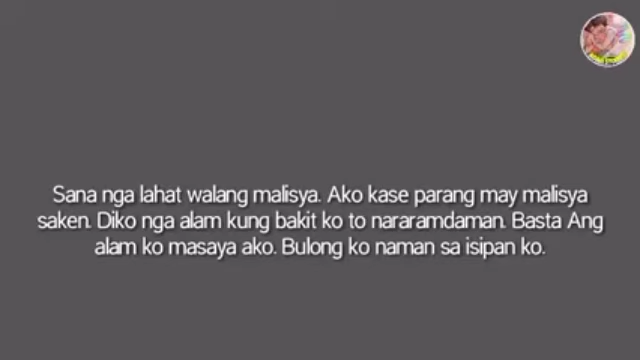 Sana nga lahat walang malisya. Ako kase parang may malisya
saken. Diko nga alam kung bakit ko to nararamdaman. Basta Ang
alam ko masaya ako. Bulong ko naman sa isipan ko.